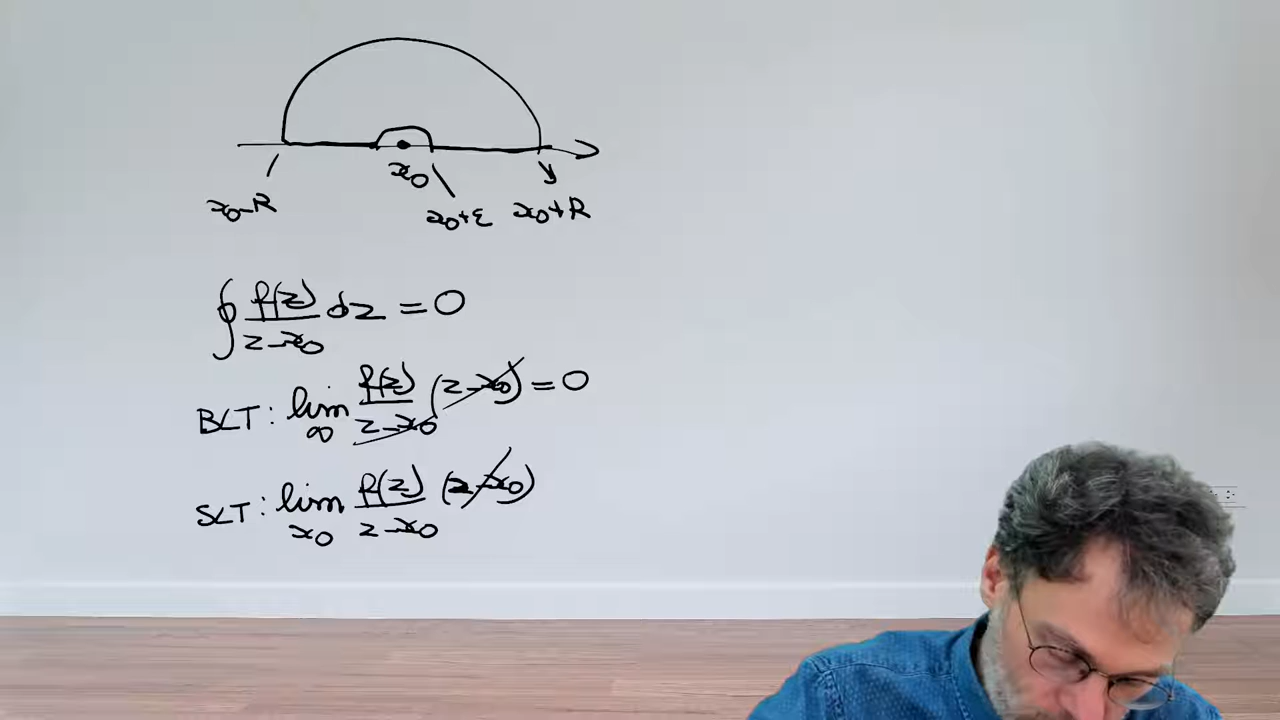 x₀
x₀-R x₀+ε x₀+R
∮ f(z)/(z-x₀) dz = 0
BLT: lim ∞ f(z)/(z-x₀) (z-x₀) = 0
SLT: lim x₀ f(z)/(z-x₀) (z-x₀)